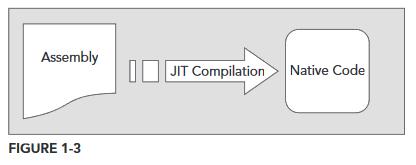 Assembly
JIT Compilation
Native Code
FIGURE 1-3